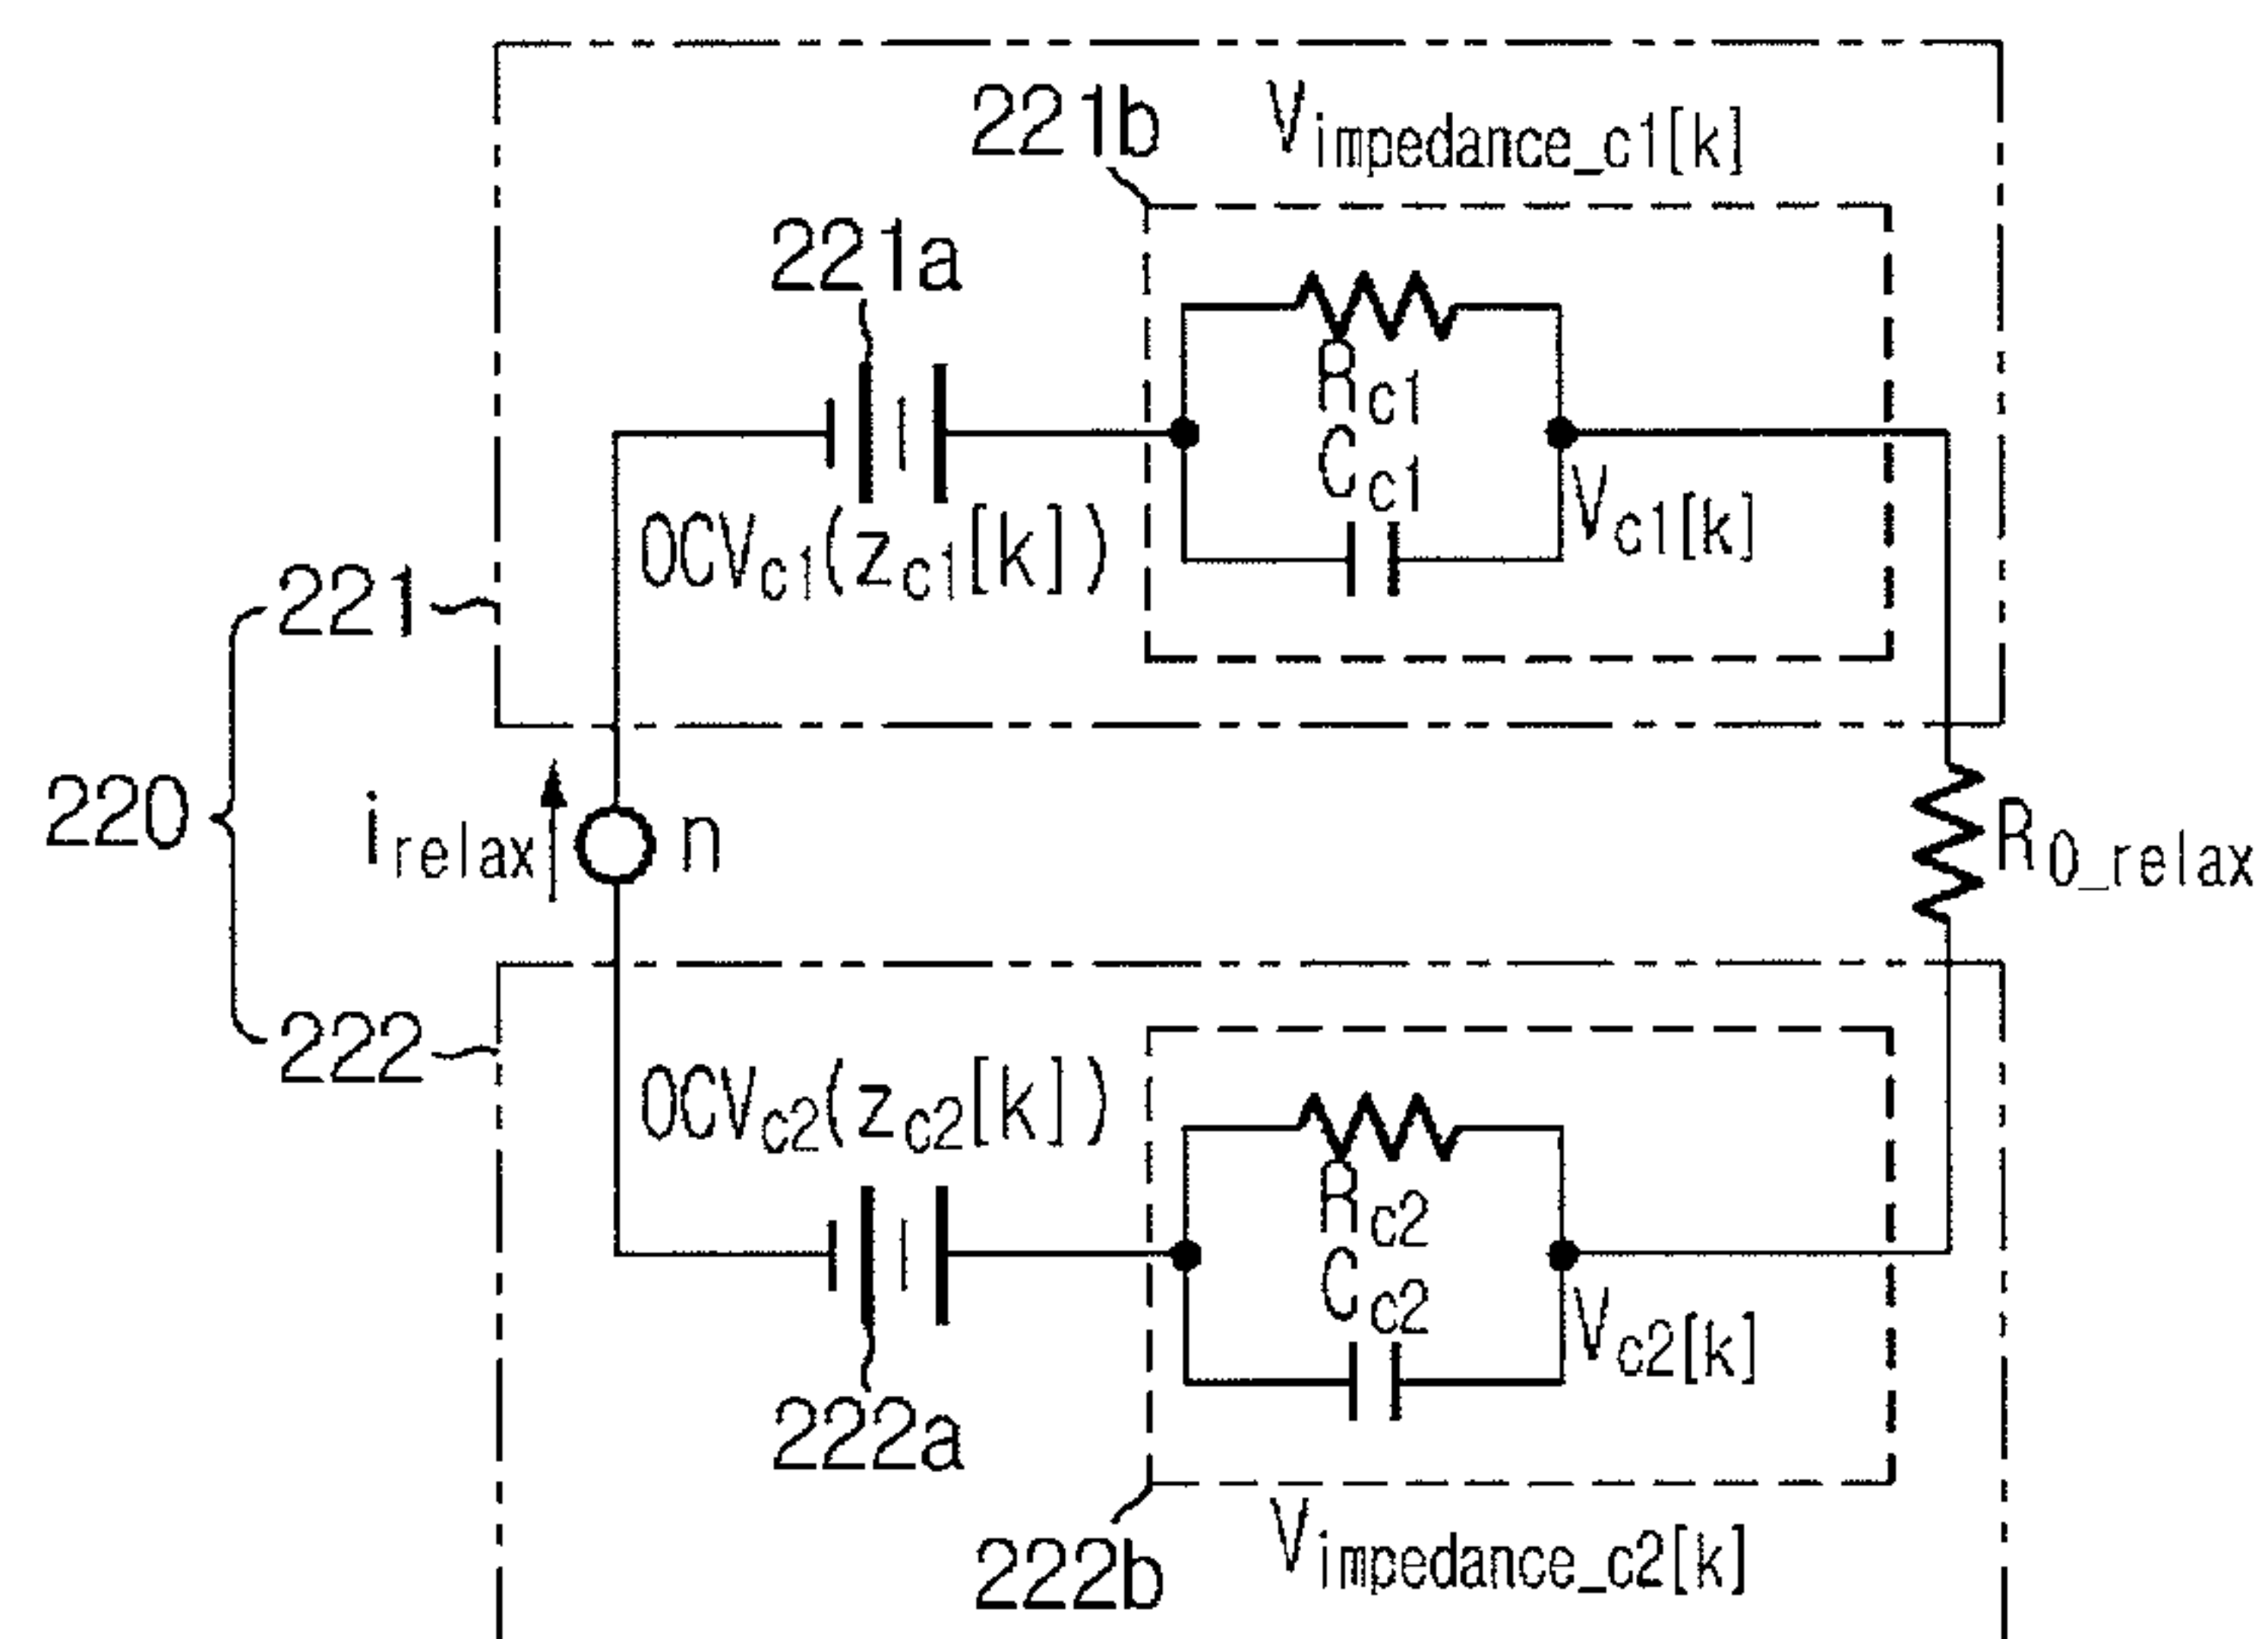 221b
Vimpedance_c1[k]
221a
Rc1
Cc1
Vc1[k]
OCVc1(zc1[k])
221
220
irelax
n
R0_relax
222
OCVc2(zc2[k])
Rc2
Cc2
Vc2[k]
222a
222b
Vimpedance_c2[k]